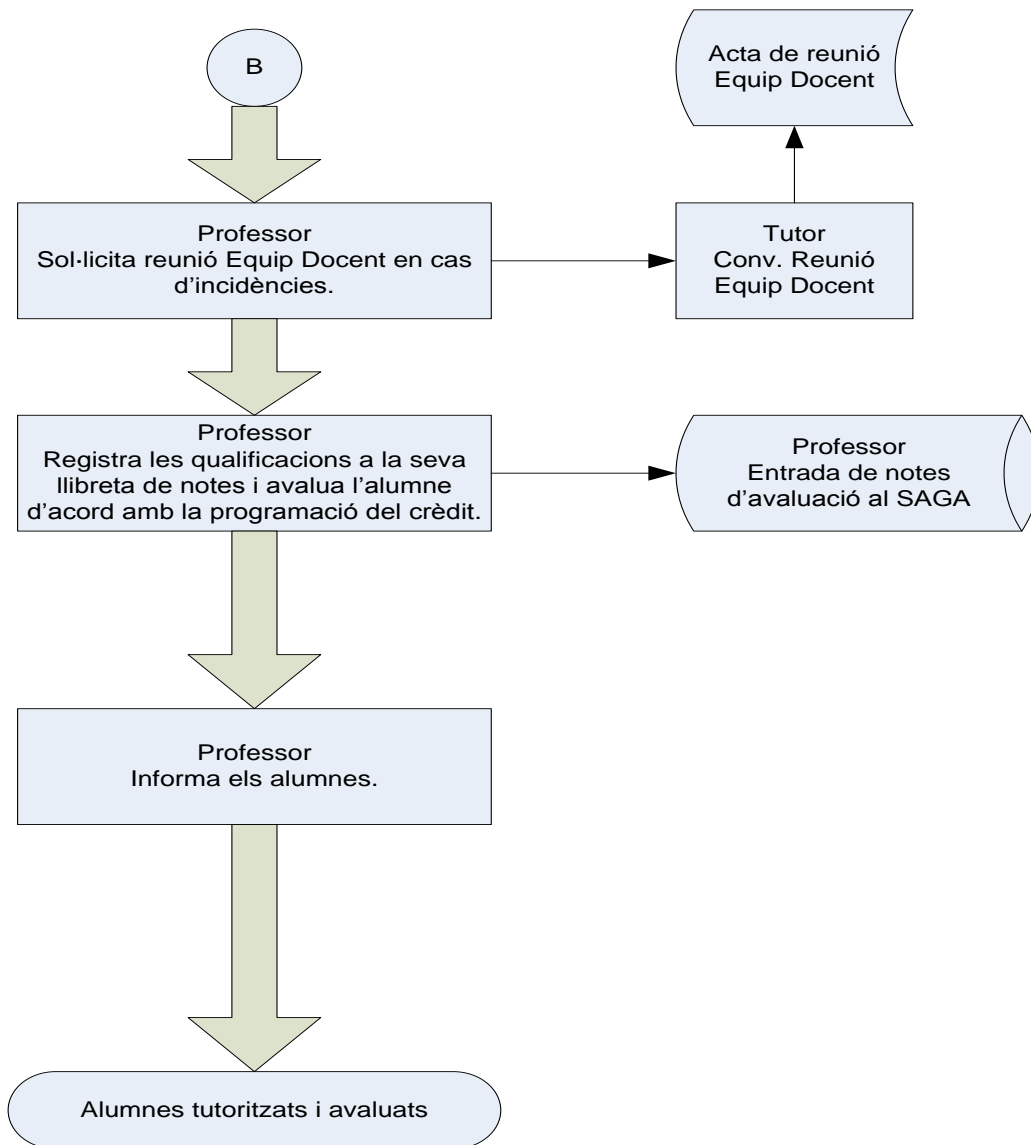 B
Acta de reunió
Equip Docent
Professor
Sol·licita reunió Equip Docent en cas
d’incidències.
Tutor
Conv. Reunió
Equip Docent
Professor
Registra les qualificacions a la seva
llibreta de notes i avalua l’alumne
d’acord amb la programació del crèdit.
Professor
Entrada de notes
d’avaluació al SAGA
Professor
Informa els alumnes.
Alumnes tutoritzats i avaluats